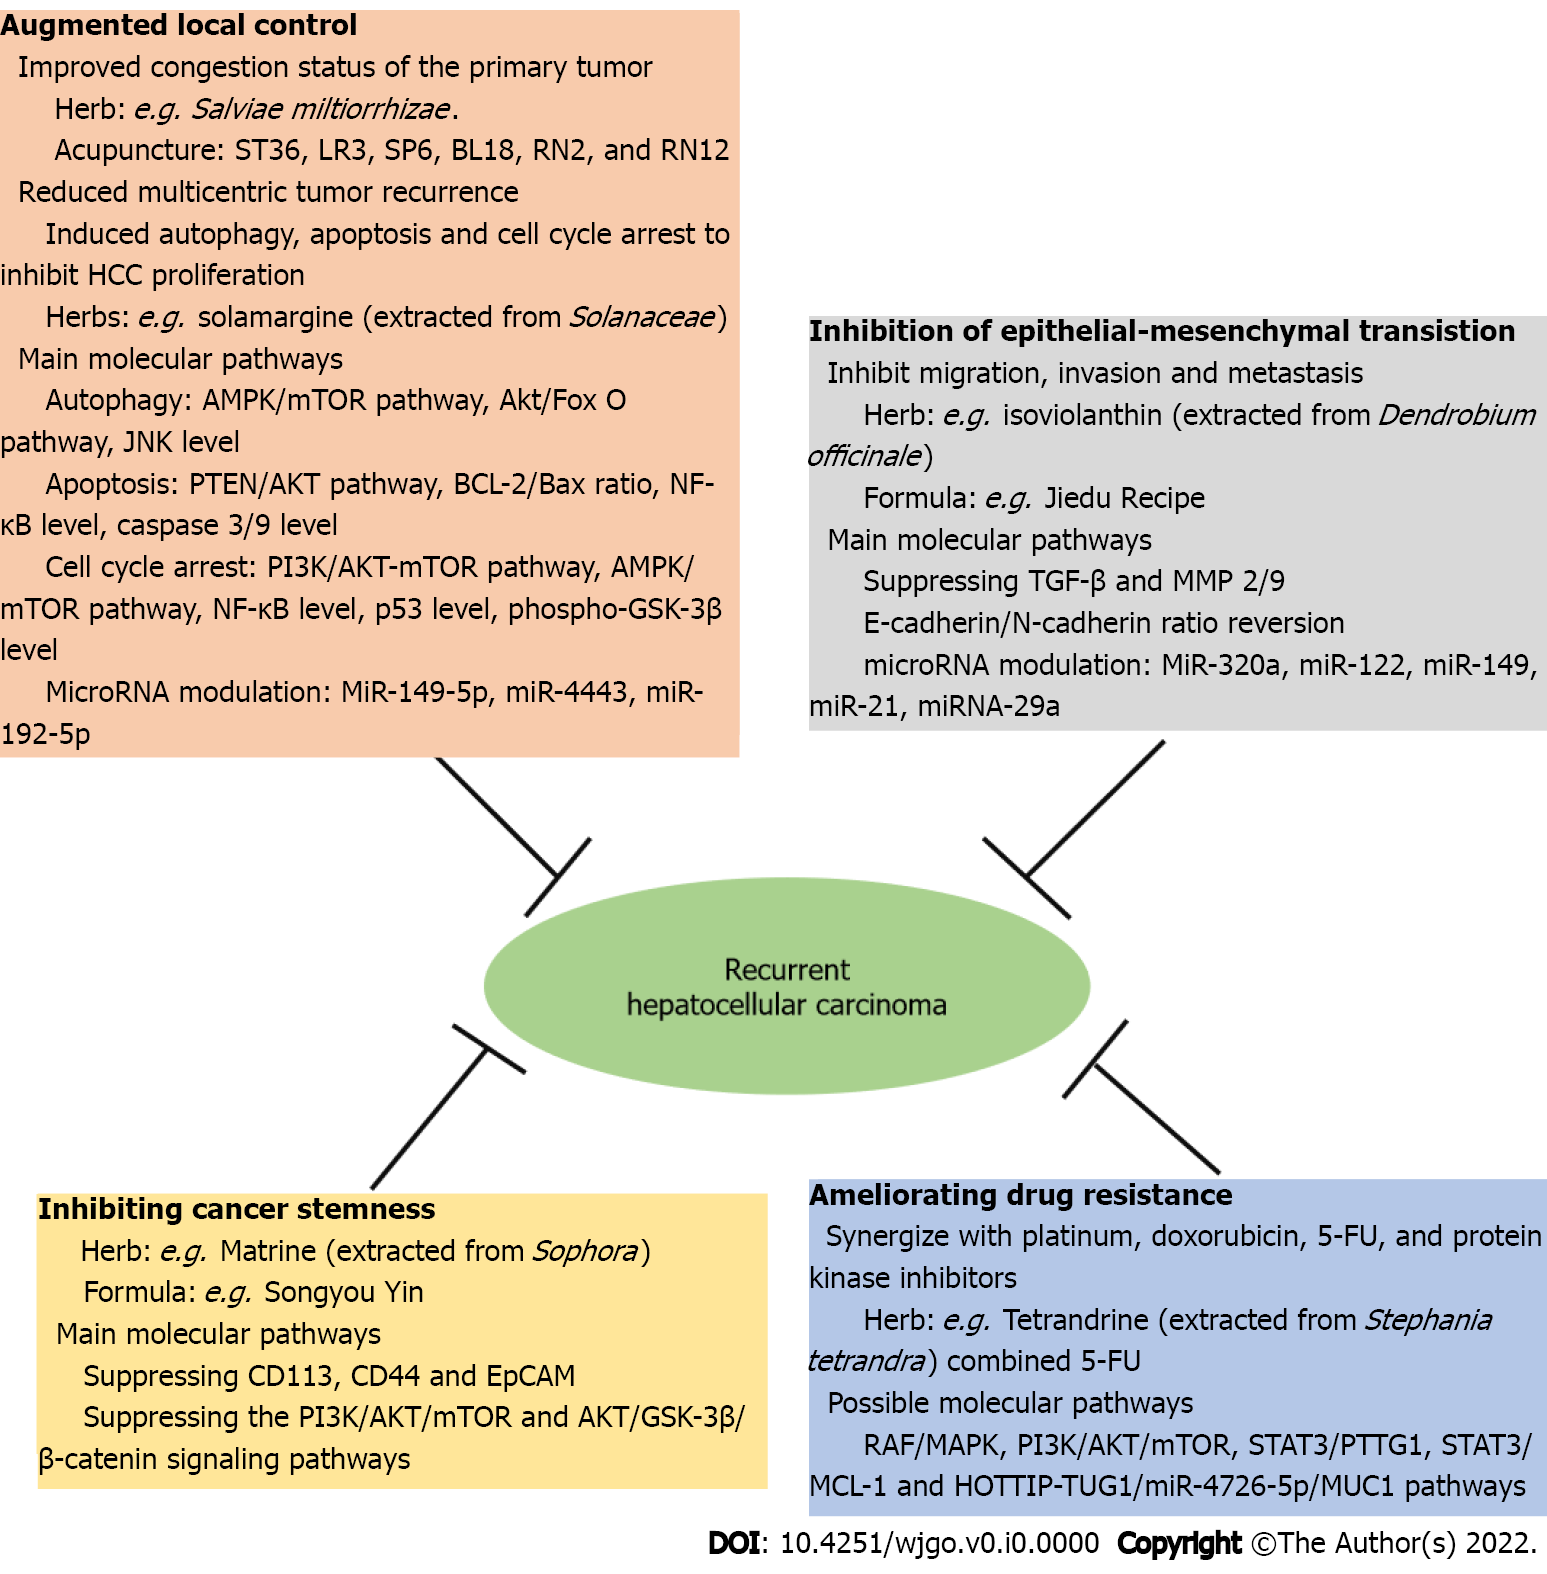 Augmented local control
Improved congestion status of the primary tumor
Herb: e.g. Salviae miltiorrhizae.
Acupuncture: ST36, LR3, SP6, BL18, RN2, and RN12
Reduced multicentric tumor recurrence
Induced autophagy, apoptosis and cell cycle arrest to
inhibit HCC proliferation
Herbs: e.g. solamargine (extracted from Solanaceae)
Main molecular pathways
Autophagy: AMPK/mTOR pathway, Akt/Fox O
pathway, JNK level
Apoptosis: PTEN/AKT pathway, BCL-2/Bax ratio, NF-
κB level, caspase 3/9 level
Cell cycle arrest: PI3K/AKT-mTOR pathway, AMPK/
mTOR pathway, NF-κB level, p53 level, phospho-GSK-3β
level
MicroRNA modulation: MiR-149-5p, miR-4443, miR-
192-5p
Inhibition of epithelial-mesenchymal transistion
Inhibit migration, invasion and metastasis
Herb: e.g. isoviolanthin (extracted from Dendrobium
officinale)
Formula: e.g. Jiedu Recipe
Main molecular pathways
Suppressing TGF-β and MMP 2/9
E-cadherin/N-cadherin ratio reversion
microRNA modulation: MiR-320a, miR-122, miR-149,
miR-21, miRNA-29a
Recurrent
hepatocellular carcinoma
Inhibiting cancer stemness
Herb: e.g. Matrine (extracted from Sophora)
Formula: e.g. Songyou Yin
Main molecular pathways
Suppressing CD113, CD44 and EpCAM
Suppressing the PI3K/AKT/mTOR and AKT/GSK-3β/
β-catenin signaling pathways
Ameliorating drug resistance
Synergize with platinum, doxorubicin, 5-FU, and protein
kinase inhibitors
Herb: e.g. Tetrandrine (extracted from Stephania
tetrandra) combined 5-FU
Possible molecular pathways
RAF/MAPK, PI3K/AKT/mTOR, STAT3/PTTG1, STAT3/
MCL-1 and HOTTIP-TUG1/miR-4726-5p/MUC1 pathways
DOI: 10.4251/wjgo.v0.i0.0000 Copyright ©The Author(s) 2022.